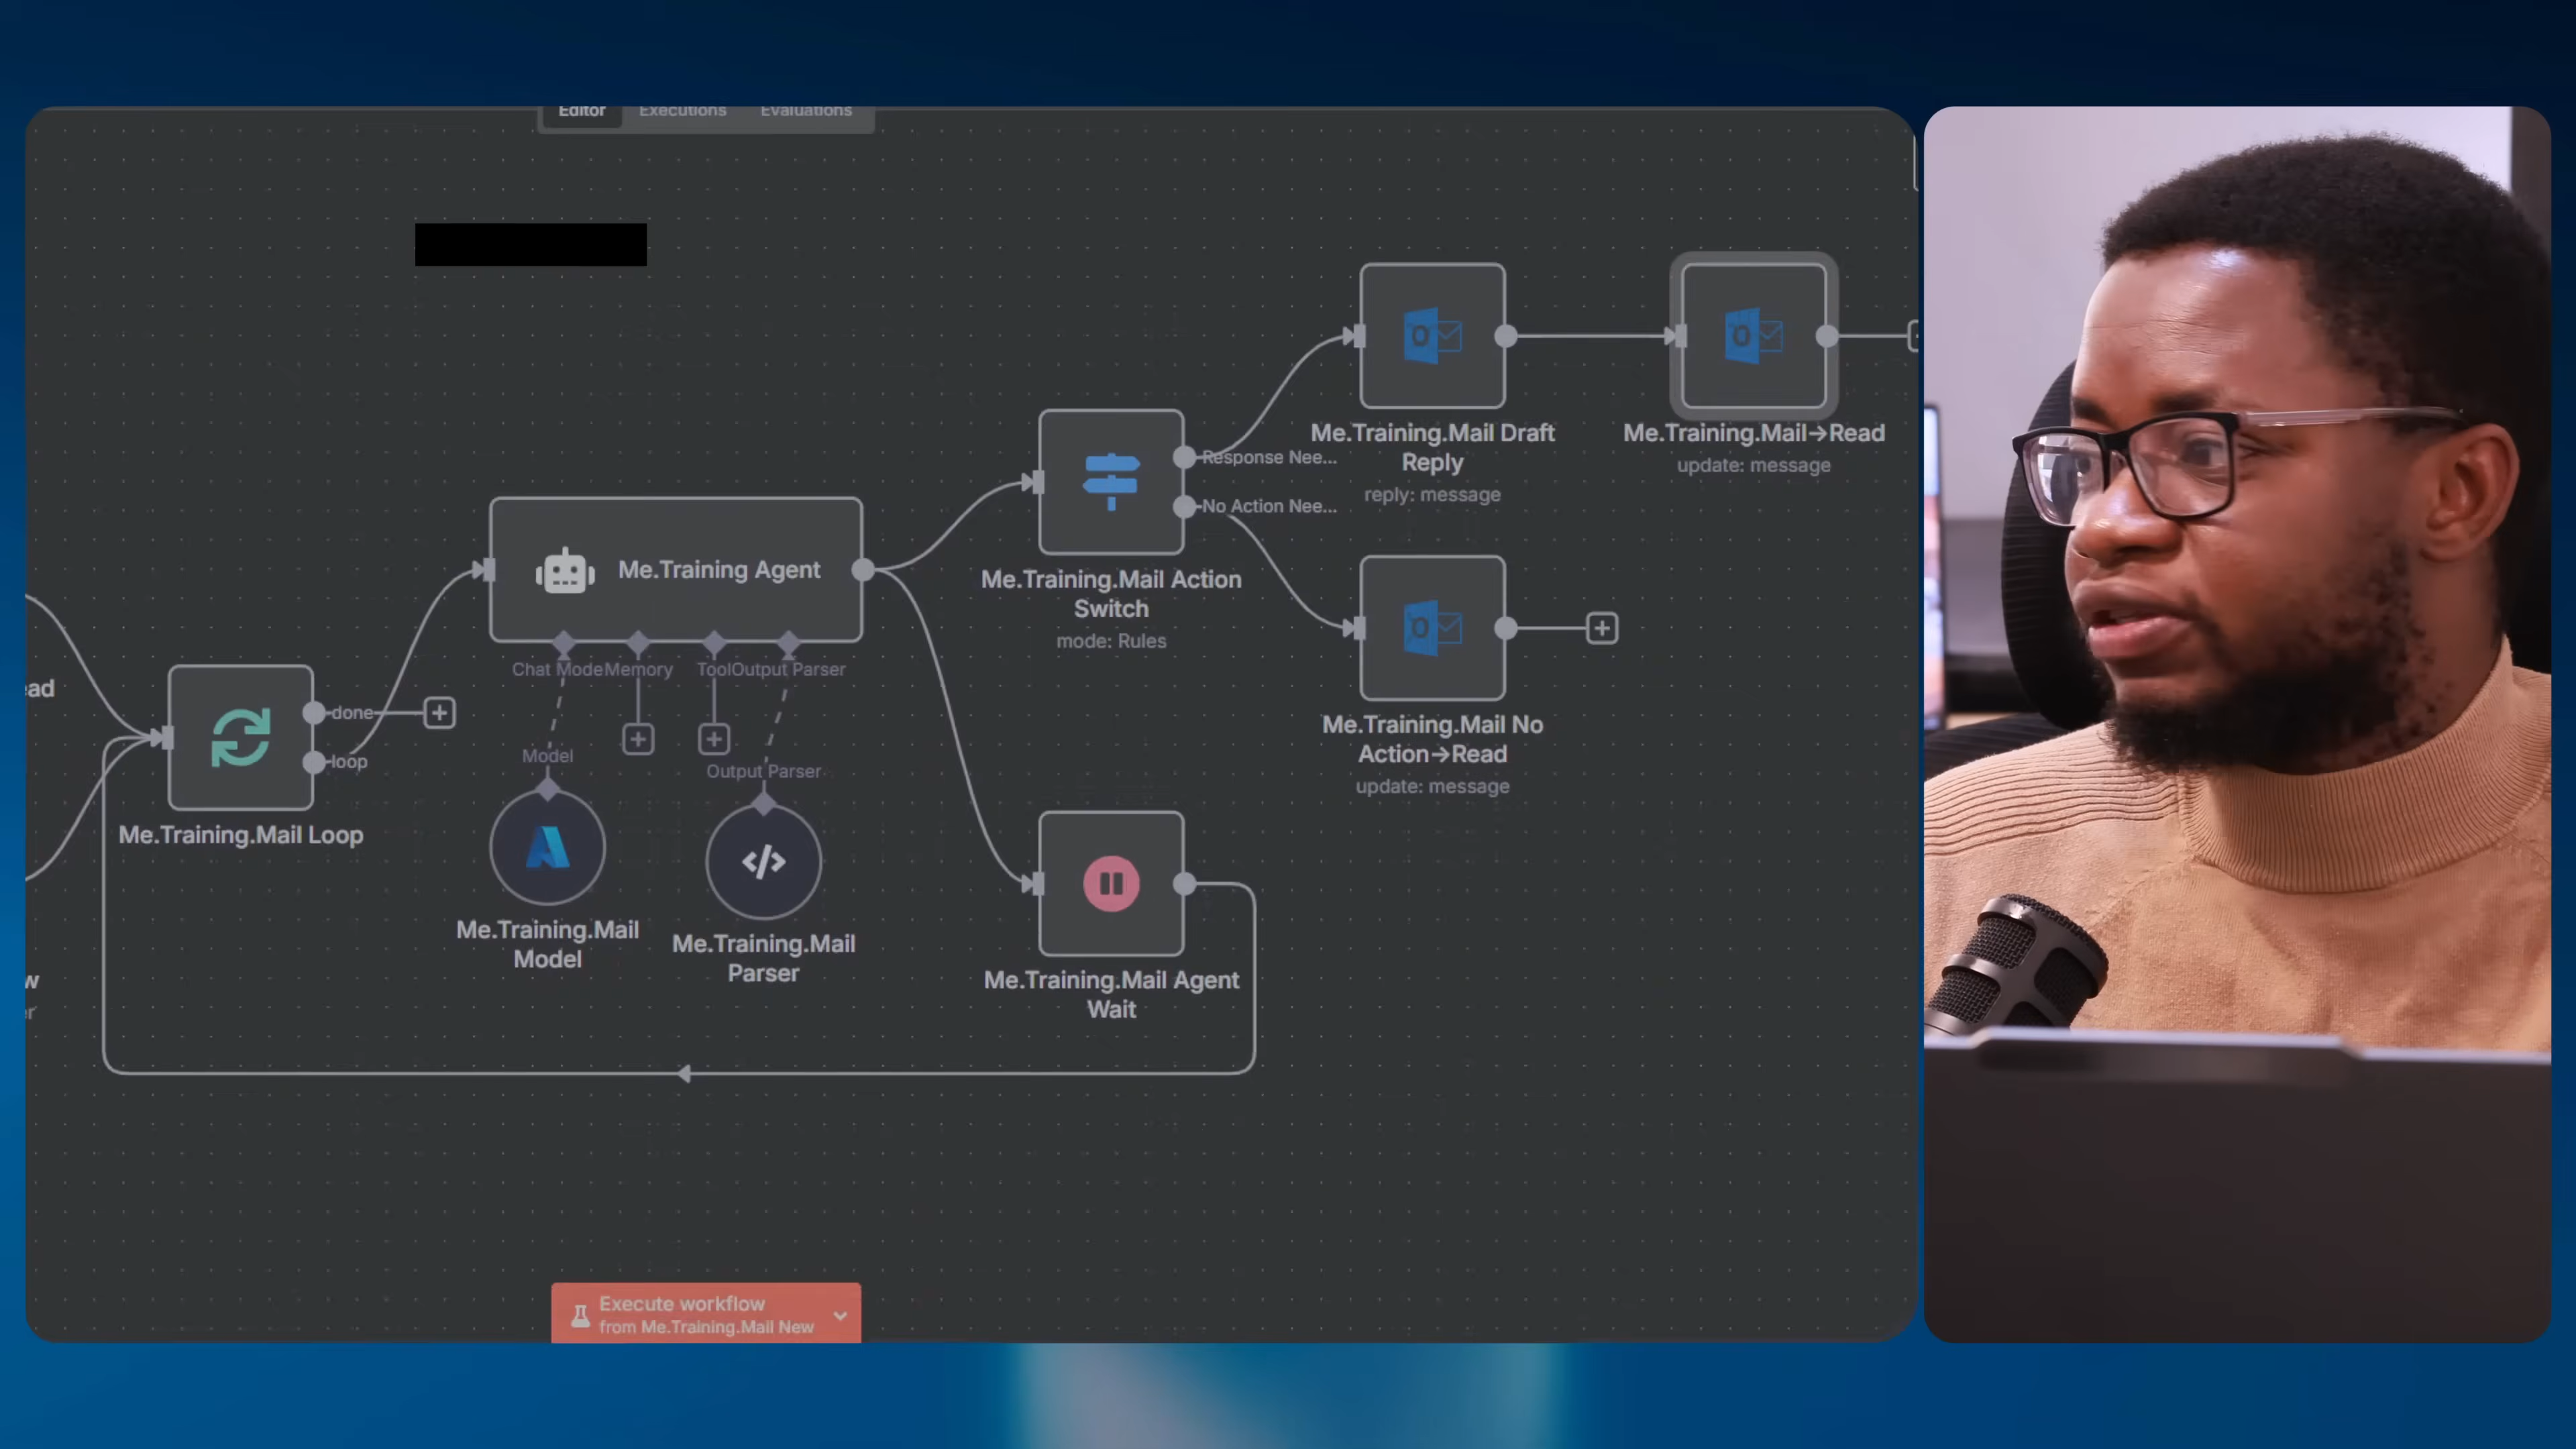 Editor
Executions
Evaluations
Response Nee...
No Action Nee...
Me.Training.Mail Draft
Reply
reply: message
Me.Training.Mail→Read
update: message
Me.Training Agent
Me.Training.Mail Action
Switch
mode: Rules
Chat Mode
Memory
Tool
Output Parser
ead
done
loop
Me.Training.Mail Loop
Model
Output Parser
Me.Training.Mail No
Action→Read
update: message
Me.Training.Mail
Model
Me.Training.Mail
Parser
w
er
Me.Training.Mail Agent
Wait
Execute workflow
from Me.Training.Mail New